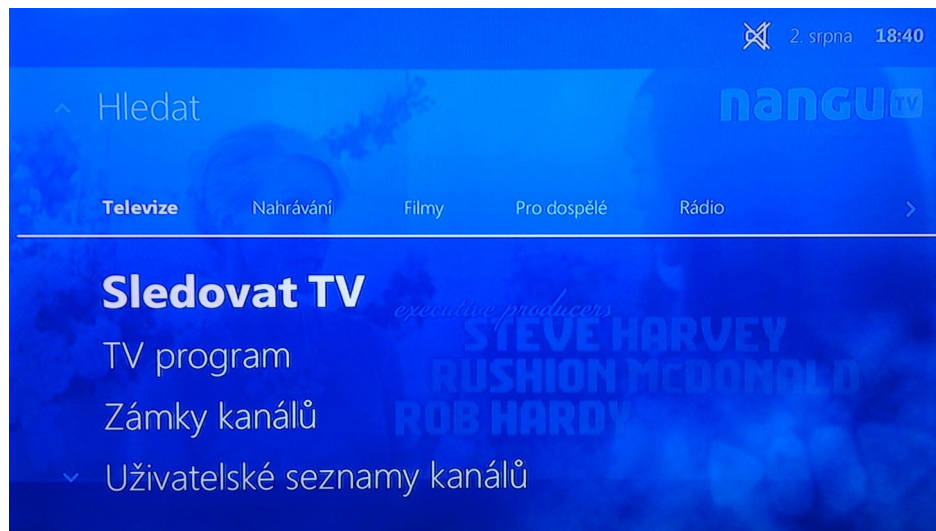 2. srpna 18:40
Hledat
nangu TV
Televize Nahrávání Filmy Pro dospělé Rádio
Sledovat TV
executive producers
STEVE HARVEY
TV program
RUSHION MCDONALD
Zámky kanálů
ROB HARDY
Uživatelské seznamy kanálů